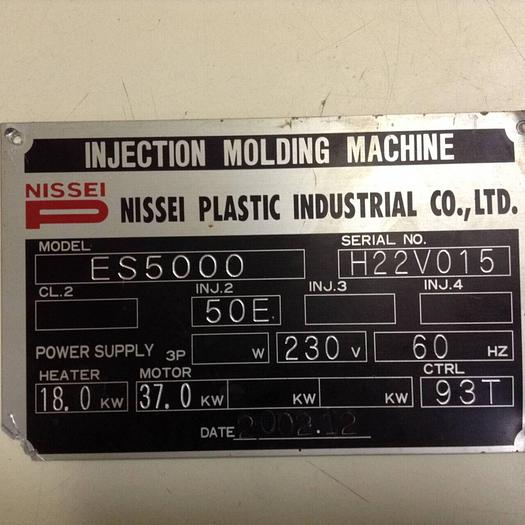 INJECTION MOLDING MACHINE
NISSEI
NISSEI PLASTIC INDUSTRIAL CO., LTD.
MODEL SERIAL NO.
ES5000 H22V015
CL.2 INJ.2 INJ.3 INJ.4
50E
POWER SUPPLY 3P W 230 V 60 HZ
HEATER MOTOR CTRL
18.0 KW 37.0 KW KW KW 93T
DATE 2002.12